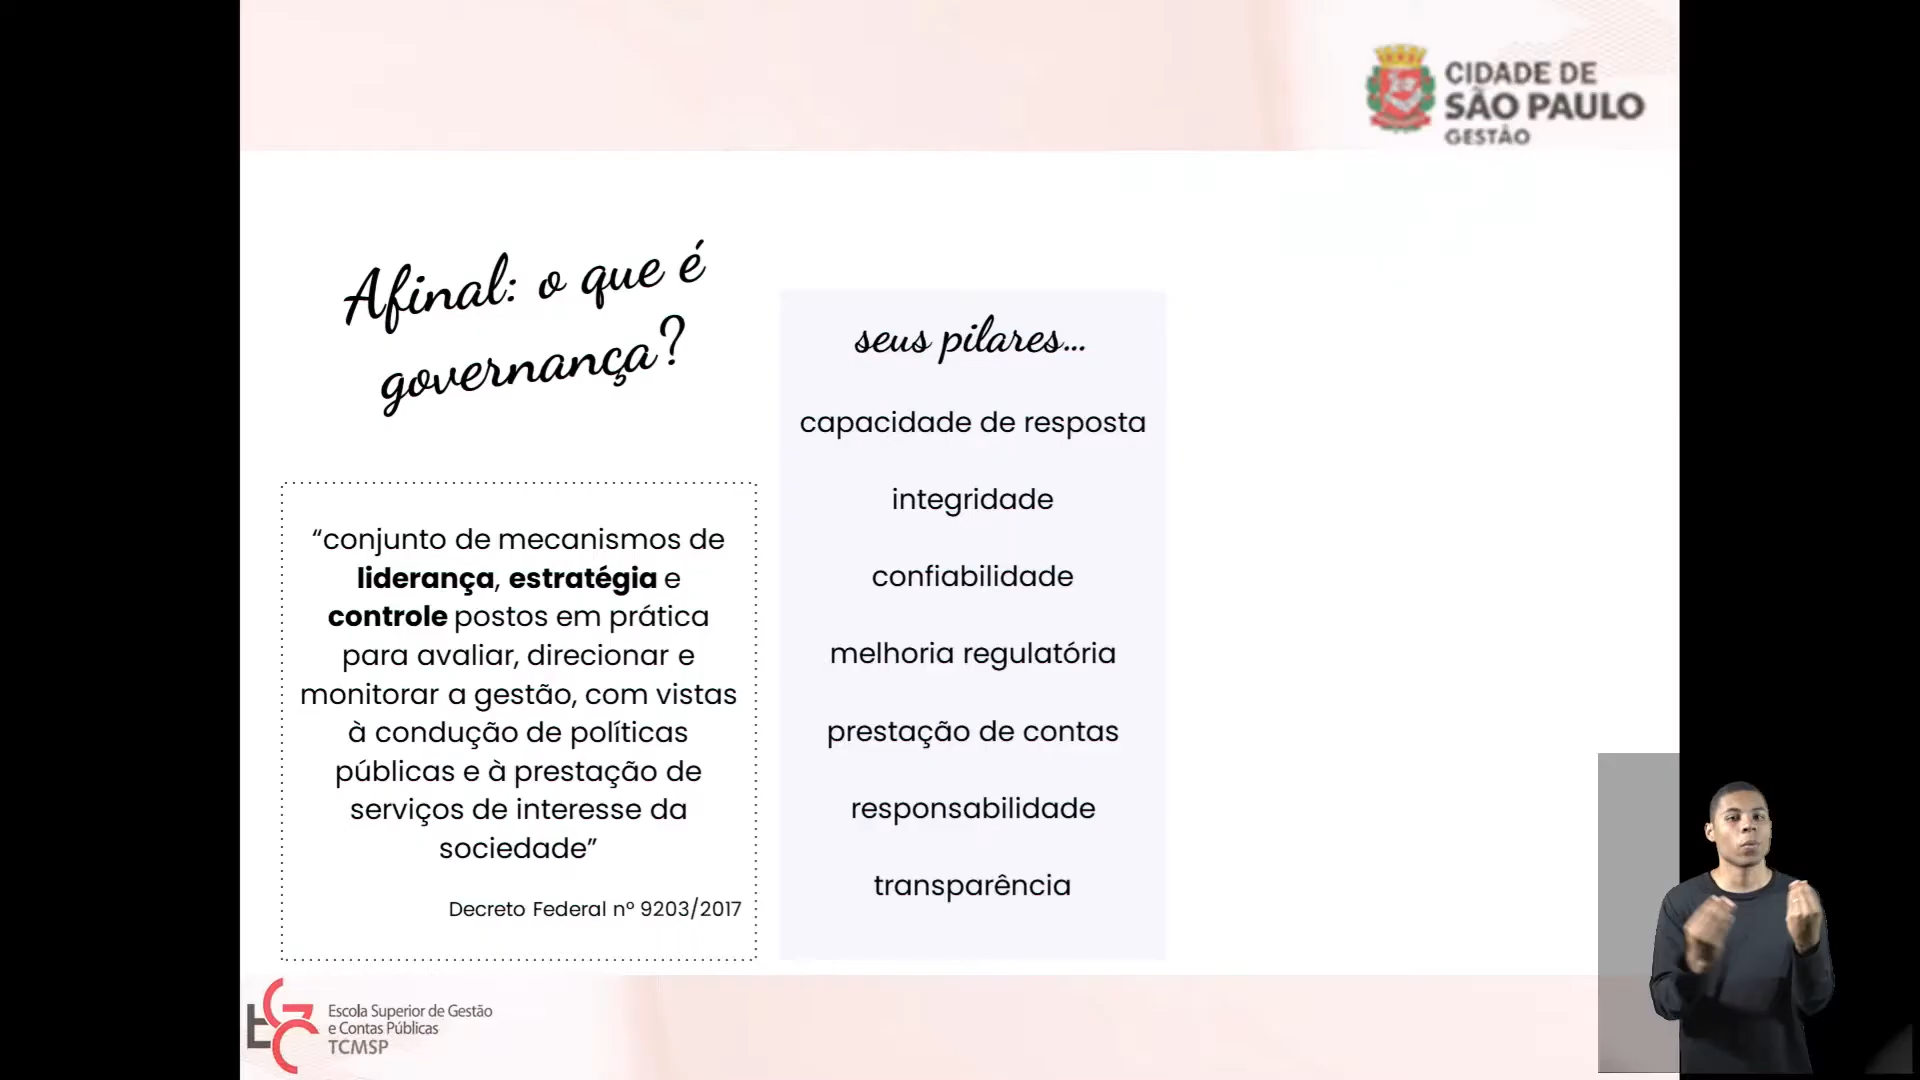 CIDADE DE
SÃO PAULO
GESTÃO
Afinal: o que é
governança?
“conjunto de mecanismos de
liderança, estratégia e
controle postos em prática
para avaliar, direcionar e
monitorar a gestão, com vistas
à condução de políticas
públicas e à prestação de
serviços de interesse da
sociedade”
Decreto Federal nº 9203/2017
seus pilares...
capacidade de resposta
integridade
confiabilidade
melhoria regulatória
prestação de contas
responsabilidade
transparência
EGC
Escola Superior de Gestão
e Contas Públicas
TCMSP